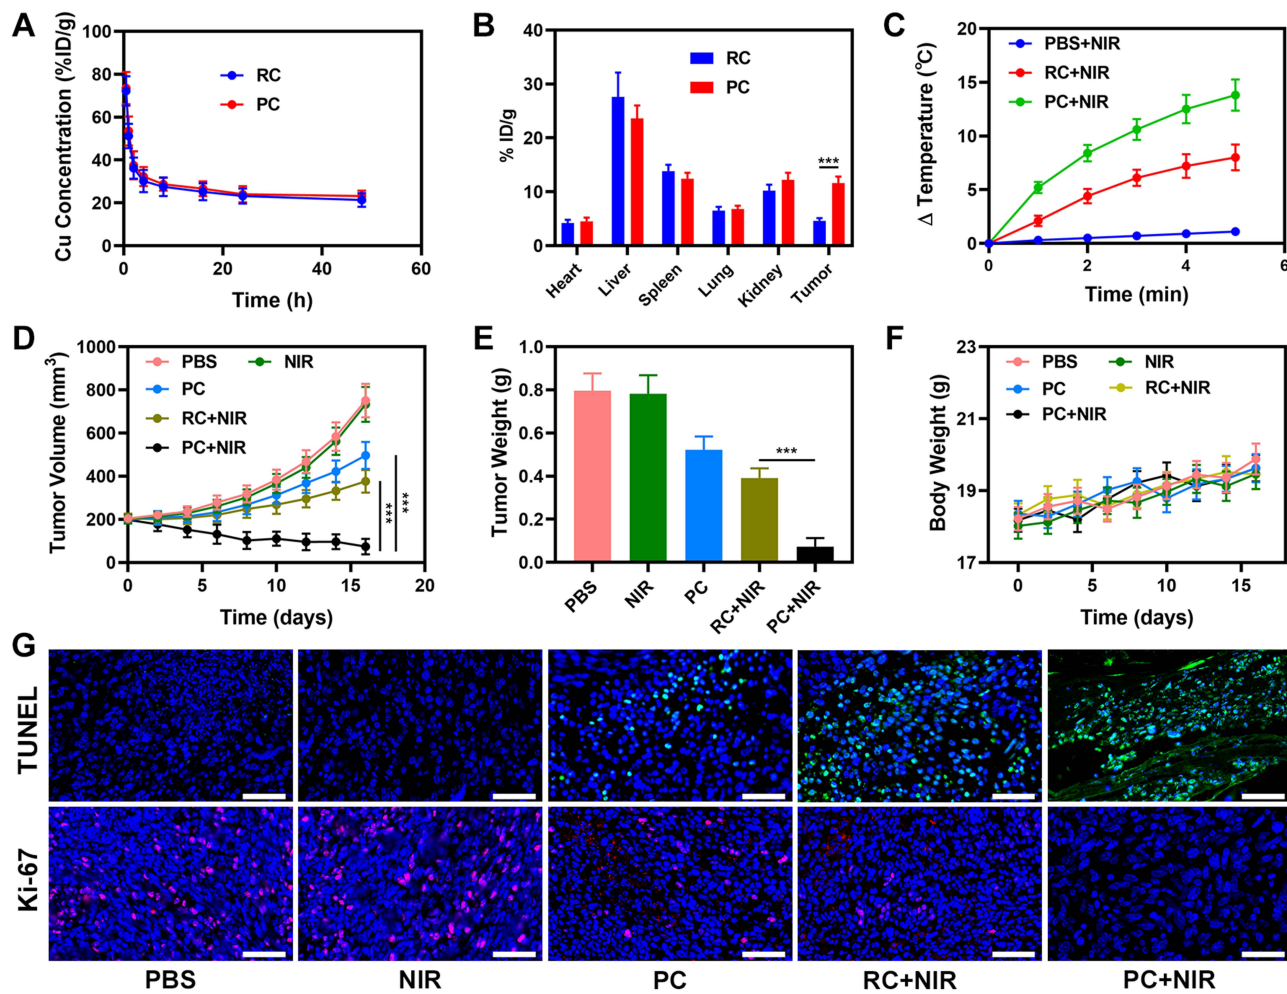 A
Cu Concentration (%ID/g)
100
80
60
40
20
0
0
20
40
60
Time (h)
RC
PC
B
% ID/g
40
30
20
10
0
RC
PC
***
Heart
Liver
Spleen
Lung
Kidney
Tumor
C
Δ Temperature (℃)
20
15
10
5
0
0
2
4
6
Time (min)
PBS+NIR
RC+NIR
PC+NIR
D
Tumor Volume (mm³)
1000
800
600
400
200
0
0
5
10
15
20
Time (days)
PBS
NIR
PC
RC+NIR
PC+NIR
***
***
E
Tumor Weight (g)
1.0
0.8
0.6
0.4
0.2
0.0
***
PBS
NIR
PC
RC+NIR
PC+NIR
F
Body Weight (g)
23
21
19
17
0
5
10
15
Time (days)
PBS
NIR
PC
RC+NIR
PC+NIR
G
TUNEL
Ki-67
PBS
NIR
PC
RC+NIR
PC+NIR